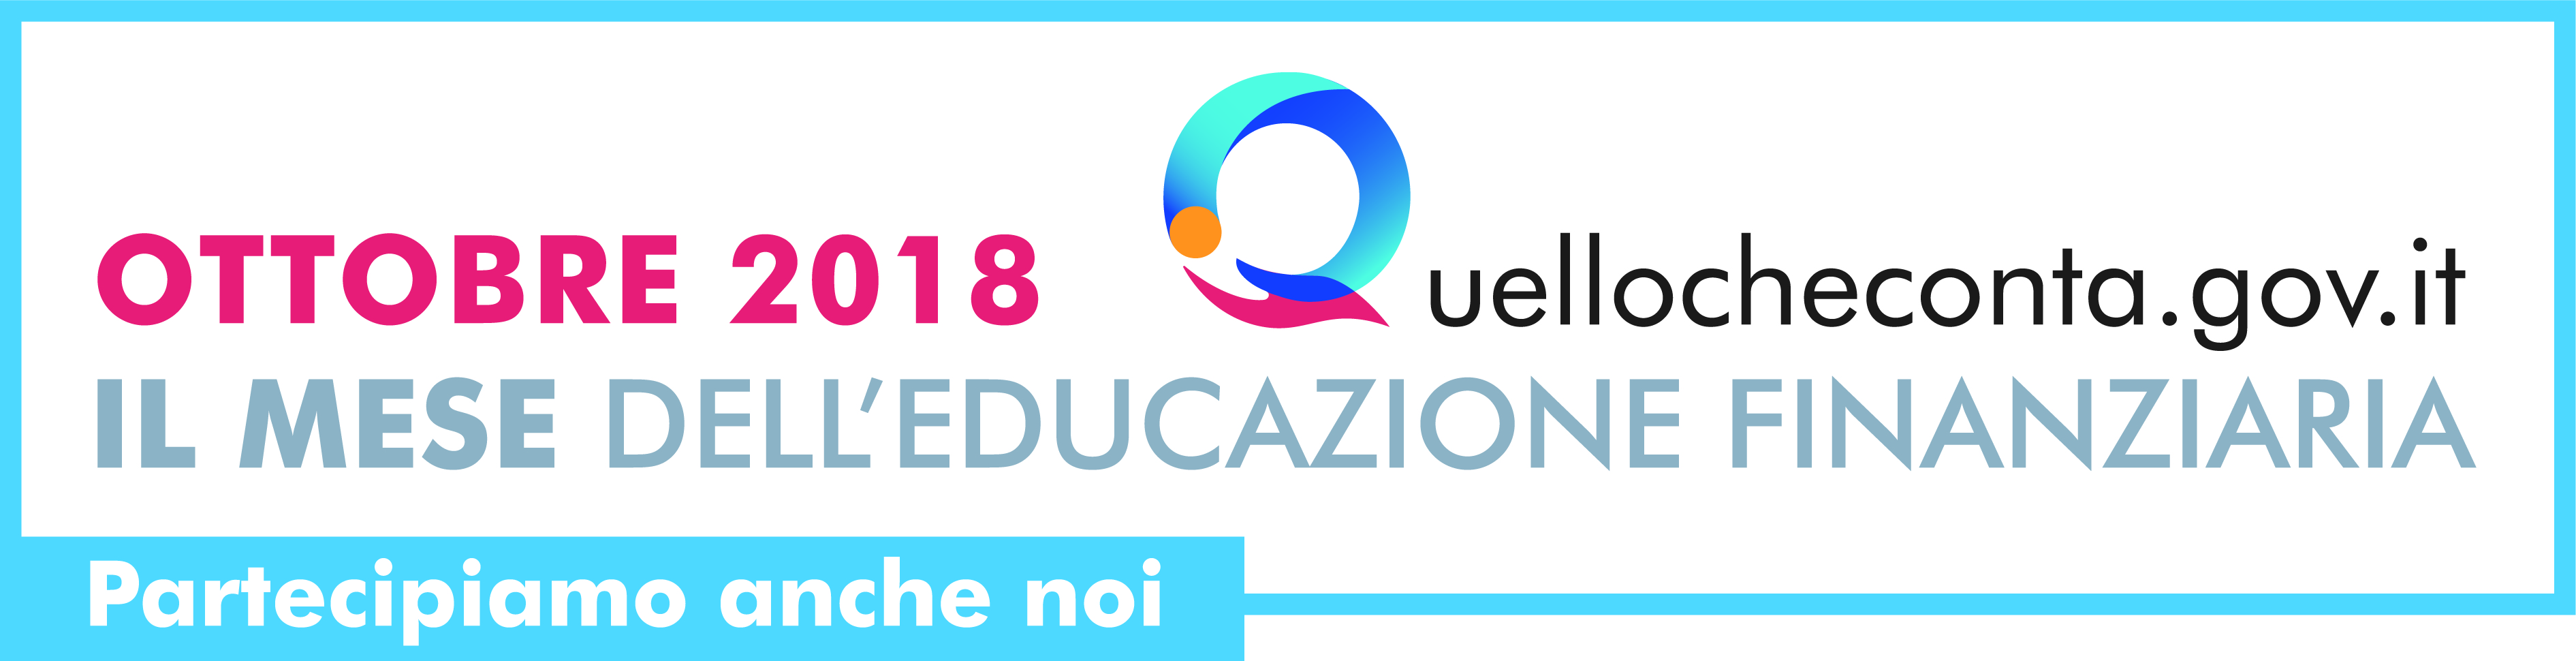 OTTOBRE 2018 Quellocheconta.gov.it
IL MESE DELL’EDUCAZIONE FINANZIARIA
Partecipiamo anche noi